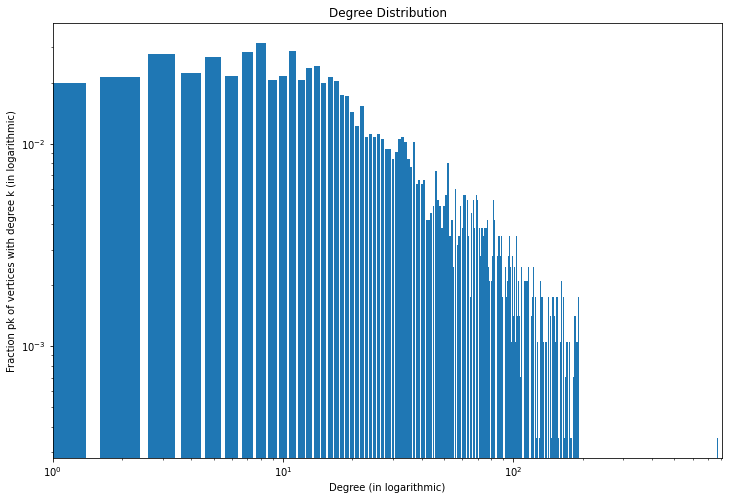 Degree Distribution
Fraction pk of vertices with degree k (in logarithmic)
10⁻²
10⁻³
10⁰ 10¹ 10²
Degree (in logarithmic)